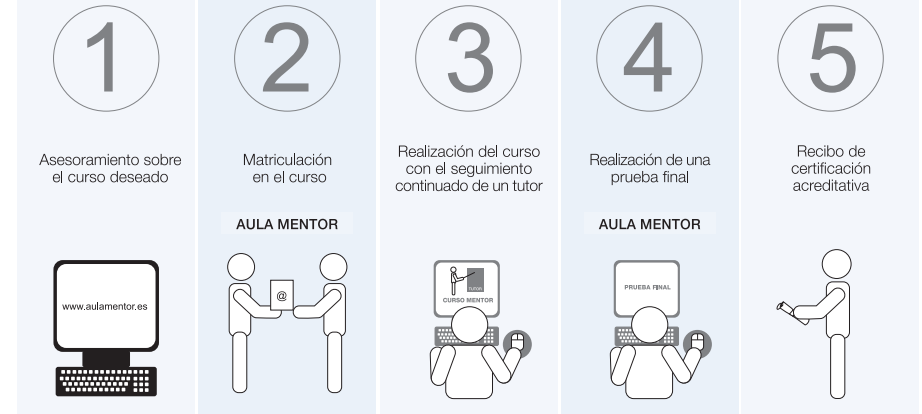 1
Asesoramiento sobre
el curso deseado
www.aulamentor.es
2
Matriculación
en el curso
AULA MENTOR
@
3
Realización del curso
con el seguimiento
continuado de un tutor
TUTOR
CURSO MENTOR
4
Realización de una
prueba final
AULA MENTOR
PRUEBA FINAL
5
Recibo de
certificación
acreditativa